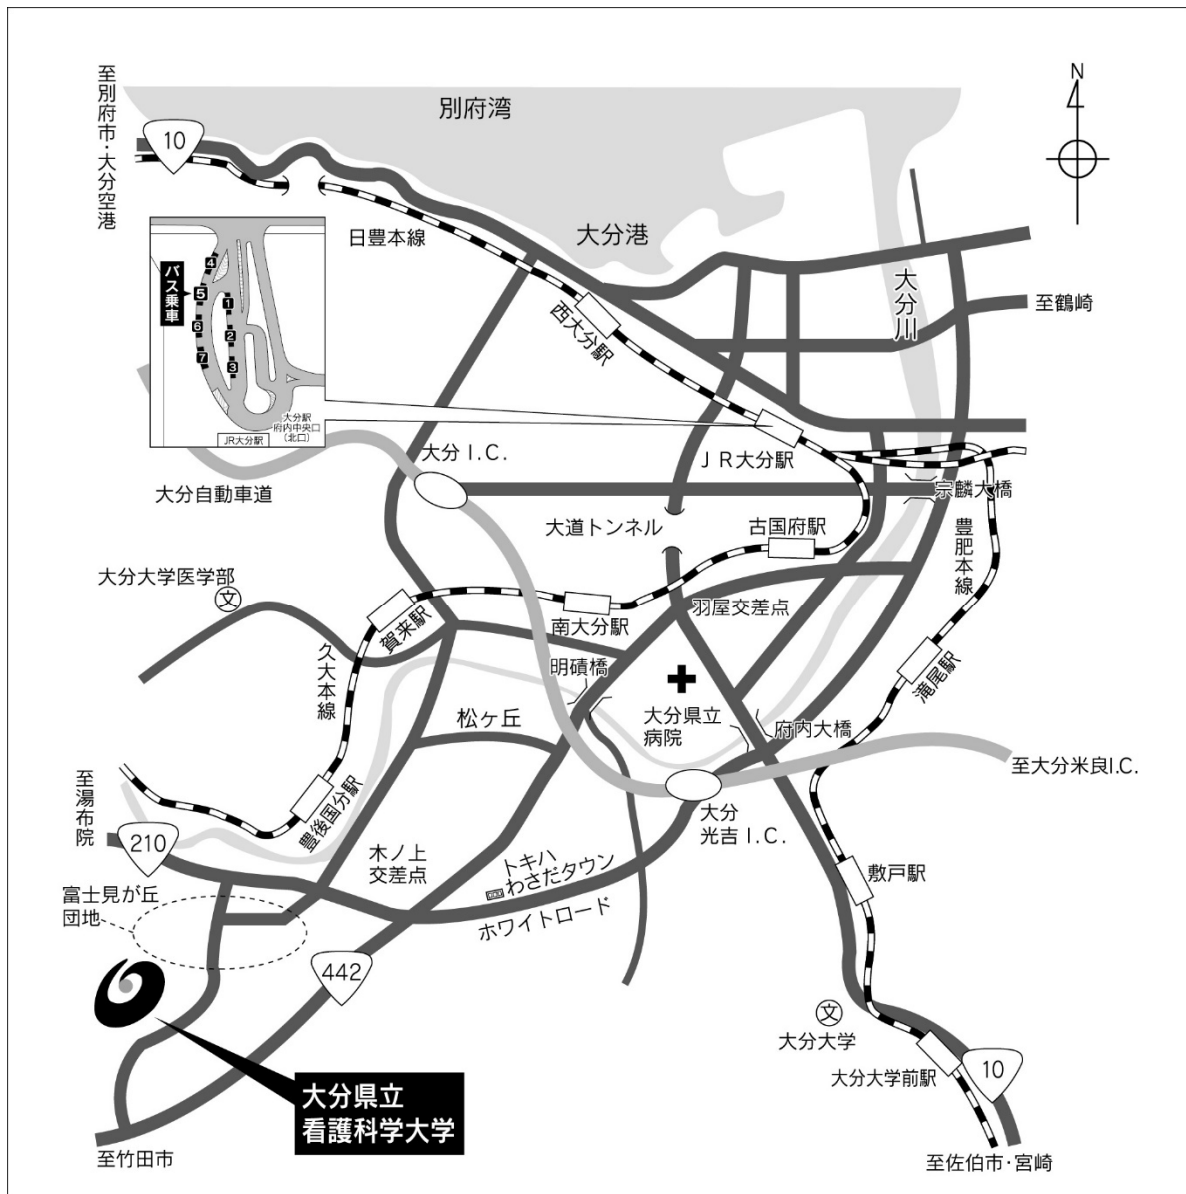 至別府市・大分空港
10
別府湾
N
日豊本線
大分港
大分川
至鶴崎
バス乗車
4
5
6
7
1
2
3
大分駅
府内中央口
(北口)
JR大分駅
西大分駅
大分 I.C.
JR大分駅
大分自動車道
宗麟大橋
大道トンネル
古国府駅
豊肥本線
大分大学医学部
文
賀来駅
南大分駅
羽屋交差点
久大本線
明磧橋
滝尾駅
松ヶ丘
大分県立
病院
府内大橋
至大分米良I.C.
至湯布院
210
豊後国分駅
大分
光吉 I.C.
木ノ上
交差点
トキハ
わさだタウン
ホワイトロード
敷戸駅
富士見が丘
団地
442
文
大分大学
大分大学前駅
10
大分県立
看護科学大学
至竹田市
至佐伯市・宮崎